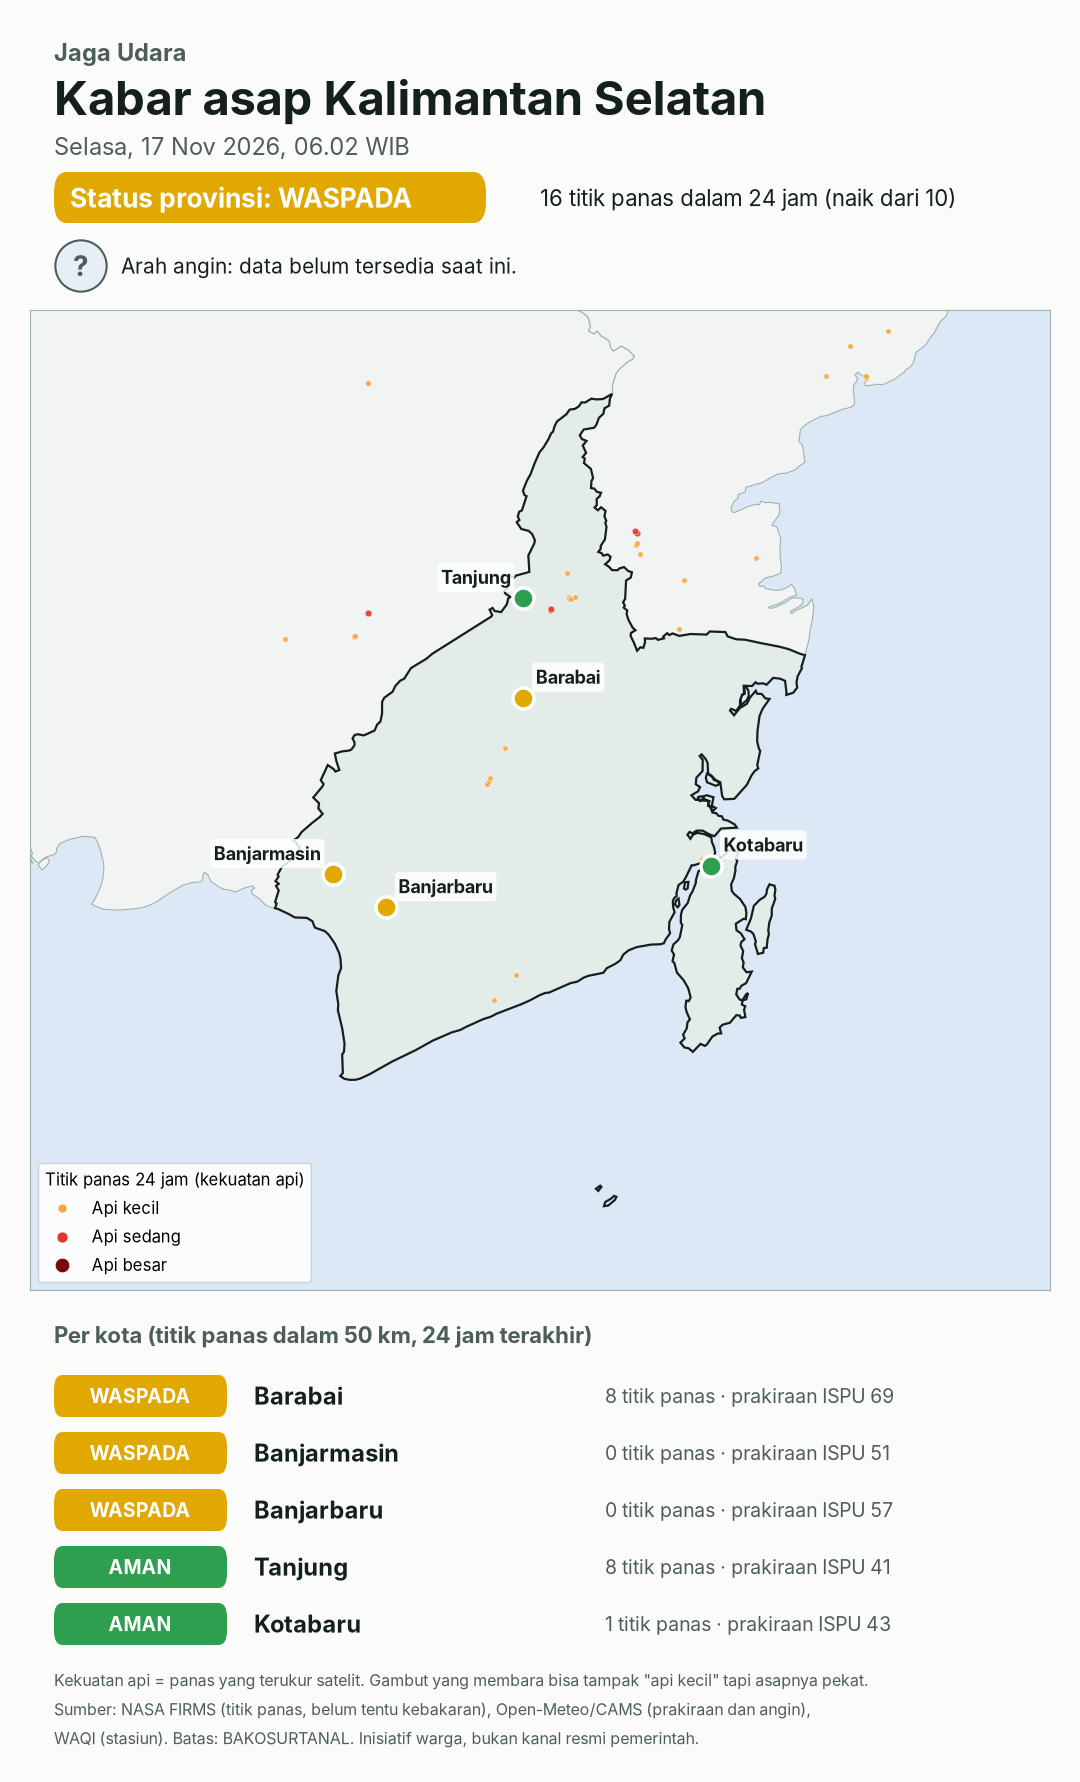 Jaga Udara
Kabar asap Kalimantan Selatan
Selasa, 17 Nov 2026, 06.02 WIB
Status provinsi: WASPADA
16 titik panas dalam 24 jam (naik dari 10)
?
Arah angin: data belum tersedia saat ini.
Tanjung
Barabai
Kotabaru
Banjarmasin
Banjarbaru
Titik panas 24 jam (kekuatan api)
Api kecil
Api sedang
Api besar
Per kota (titik panas dalam 50 km, 24 jam terakhir)
WASPADA Barabai 8 titik panas · prakiraan ISPU 69
WASPADA Banjarmasin 0 titik panas · prakiraan ISPU 51
WASPADA Banjarbaru 0 titik panas · prakiraan ISPU 57
AMAN Tanjung 8 titik panas · prakiraan ISPU 41
AMAN Kotabaru 1 titik panas · prakiraan ISPU 43
Kekuatan api = panas yang terukur satelit. Gambut yang membara bisa tampak "api kecil" tapi asapnya pekat.
Sumber: NASA FIRMS (titik panas, belum tentu kebakaran), Open-Meteo/CAMS (prakiraan dan angin),
WAQI (stasiun). Batas: BAKOSURTANAL. Inisiatif warga, bukan kanal resmi pemerintah.